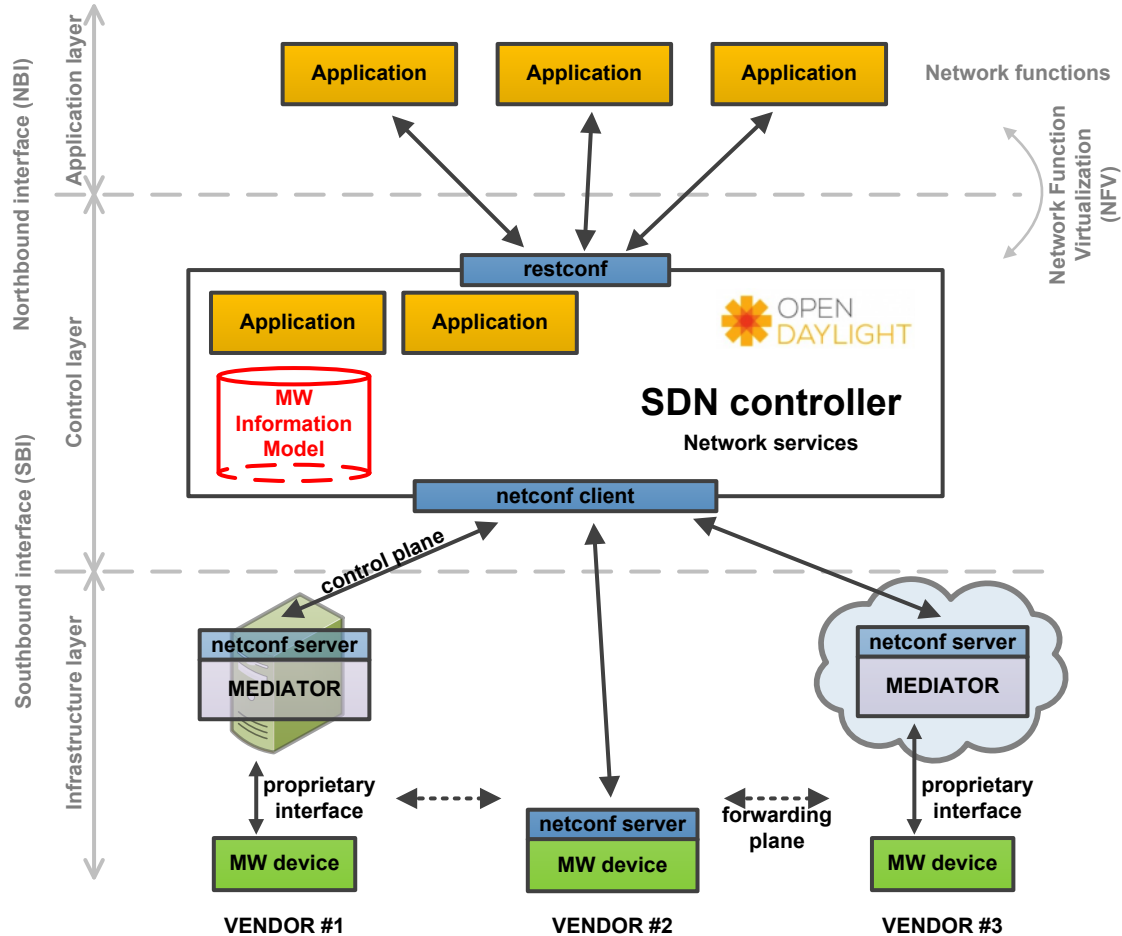 Application layer
Northbound interface (NBI)
Application
Application
Application
Network functions
Network Function
Virtualization
(NFV)
restconf
Control layer
Application
Application
OPEN
DAYLIGHT
MW
Information
Model
SDN controller
Network services
netconf client
Southbound interface (SBI)
control plane
Infrastructure layer
netconf server
MEDIATOR
netconf server
MEDIATOR
proprietary
interface
proprietary
interface
forwarding
plane
netconf server
MW device
MW device
MW device
VENDOR #1
VENDOR #2
VENDOR #3